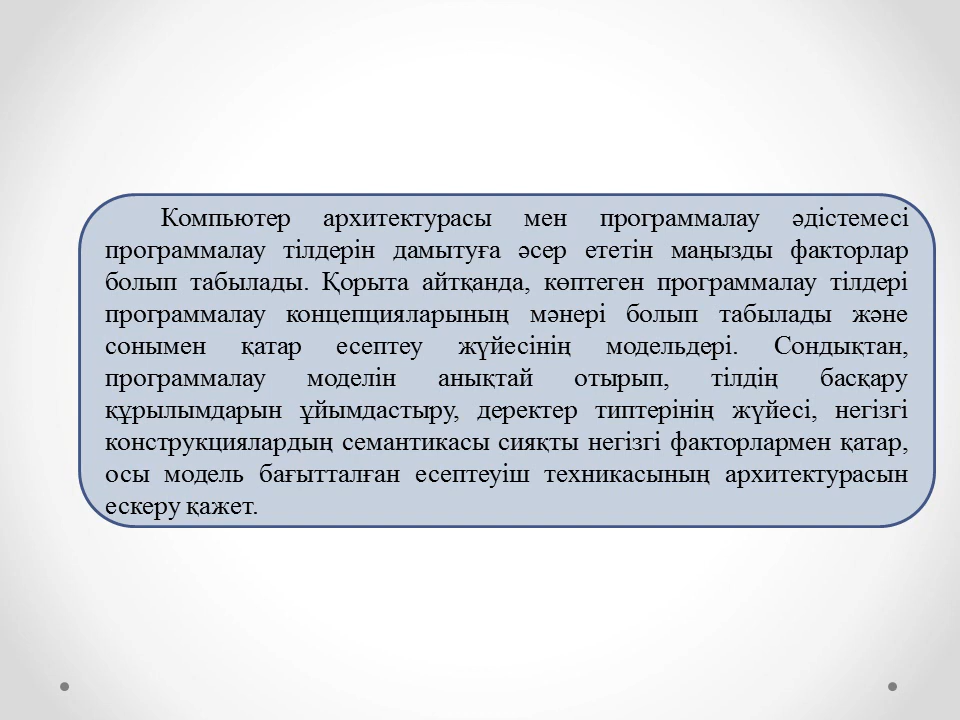 Компьютер архитектурасы мен программалау әдістемесі
программалау тілдерін дамытуға әсер ететін маңызды факторлар
болып табылады. Қорыта айтқанда, көптеген программалау тілдері
программалау концепцияларының мәнері болып табылады және
сонымен қатар есептеу жүйесінің модельдері. Сондықтан,
программалау моделін анықтай отырып, тілдің басқару
құрылымдарын ұйымдастыру, деректер типтерінің жүйесі, негізгі
конструкциялардың семантикасы сияқты негізгі факторлармен қатар,
осы модель бағытталған есептеуіш техникасының архитектурасын
ескеру қажет.